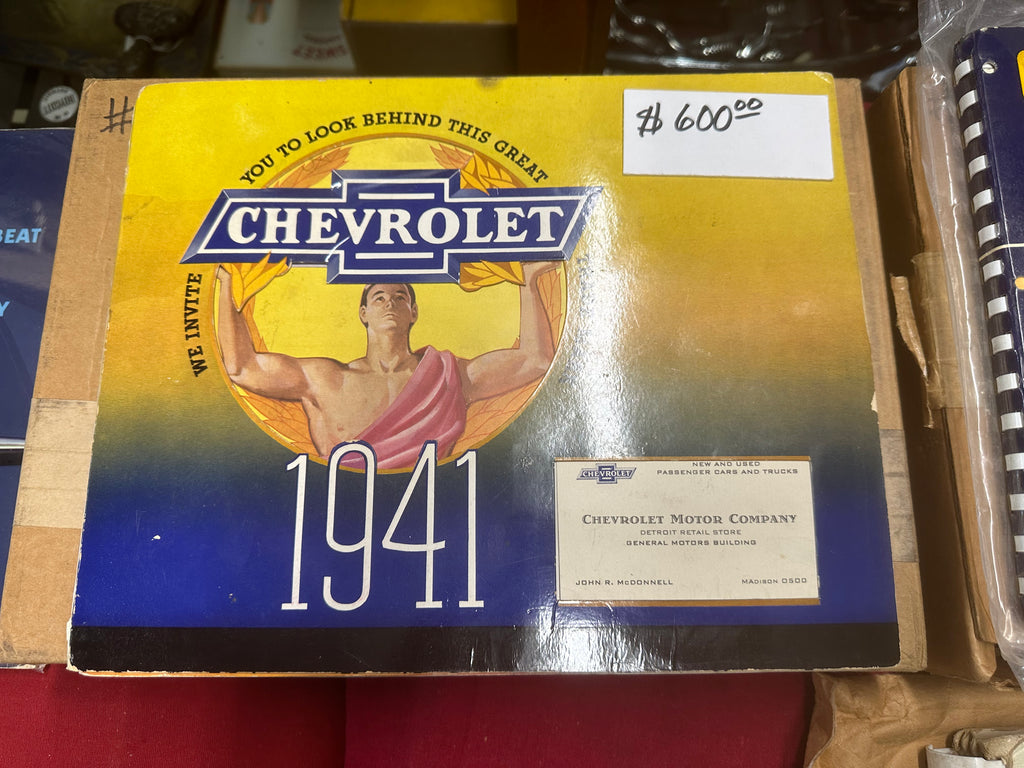 #
$600.00
WE INVITE YOU TO LOOK BEHIND THIS GREAT
CHEVROLET
1941
CHEVROLET
NEW AND USED
PASSENGER CARS AND TRUCKS
CHEVROLET MOTOR COMPANY
DETROIT RETAIL STORE
GENERAL MOTORS BUILDING
JOHN R. MCDONNELL
MADISON 0500
BEAT
Y
SWEET